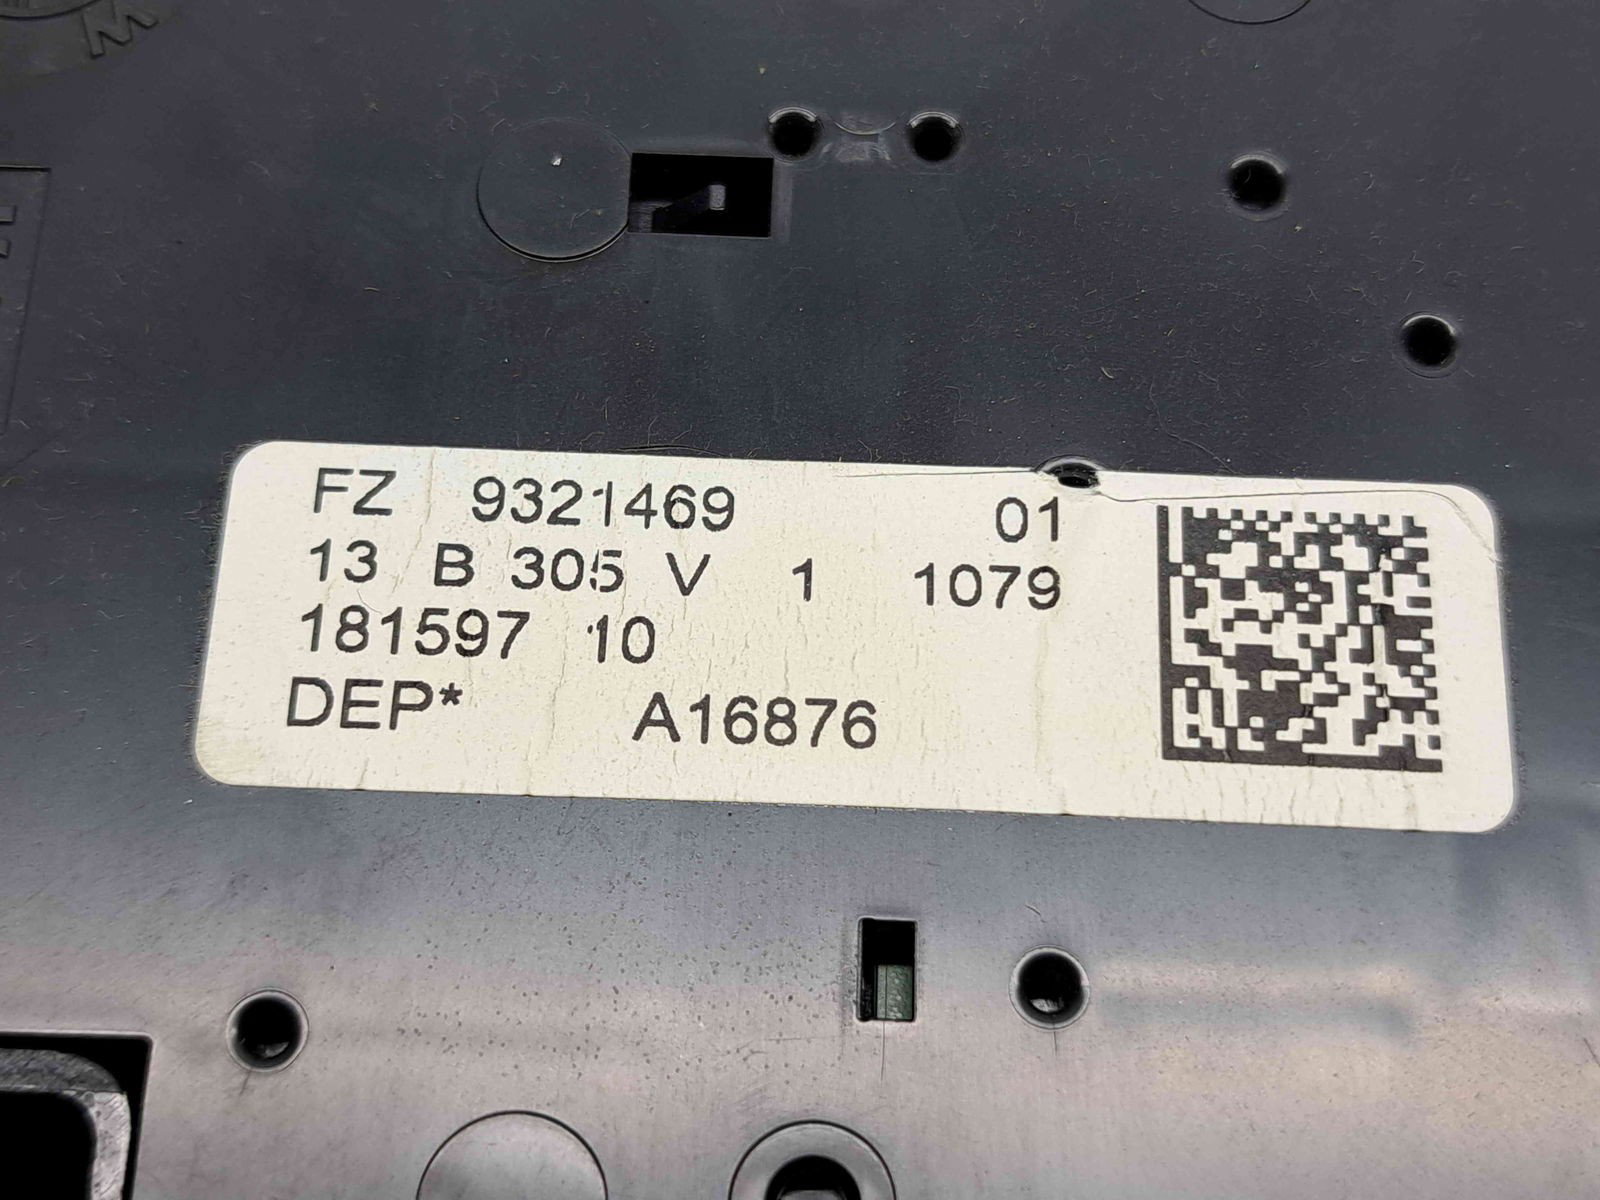 FZ 9321469 01
13 B 305 V 1 1079
181597 10
DEP* A16876